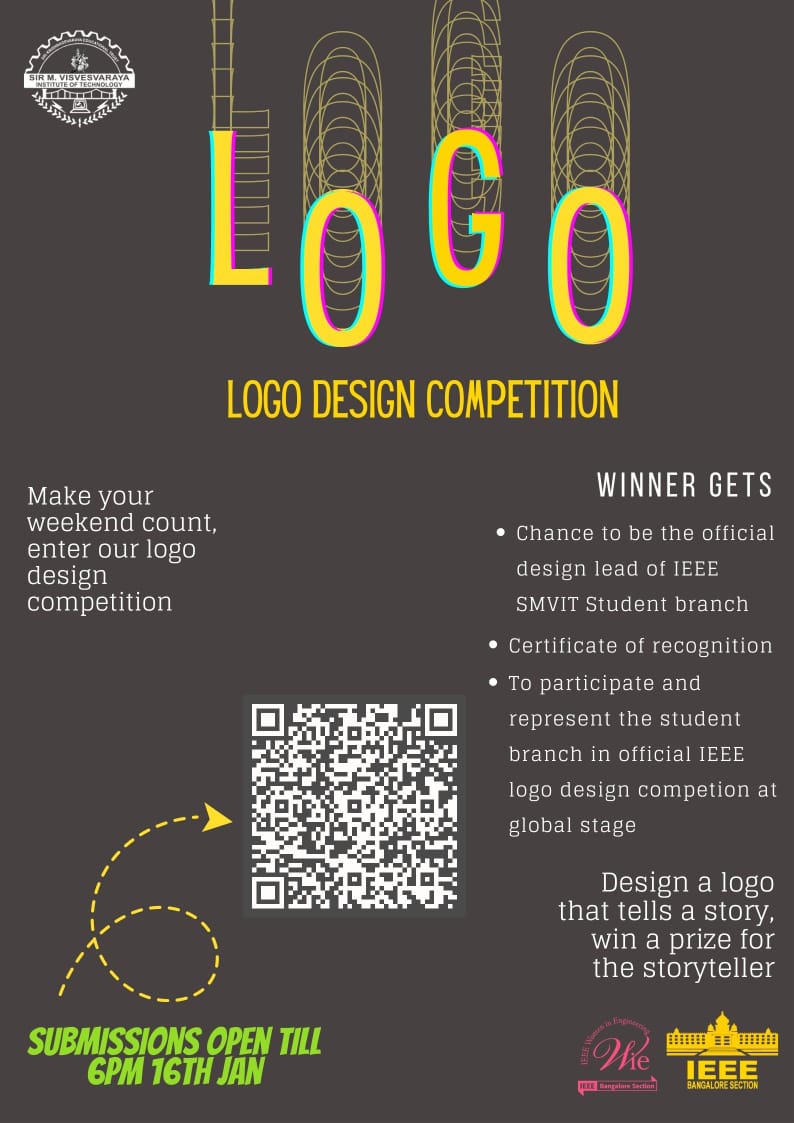 SIR M. VISVESVARAYA
INSTITUTE OF TECHNOLOGY
LOGO
LOGO DESIGN COMPETITION
Make your
weekend count,
enter our logo
design
competition
WINNER GETS
• Chance to be the official
design lead of IEEE
SMVIT Student branch
• Certificate of recognition
• To participate and
represent the student
branch in official IEEE
logo design competion at
global stage
Design a logo
that tells a story,
win a prize for
the storyteller
SUBMISSIONS OPEN TILL
6PM 16TH JAN
IEEE Women in Engineering
Wie
IEEE Bangalore Section
IEEE
BANGALORE SECTION